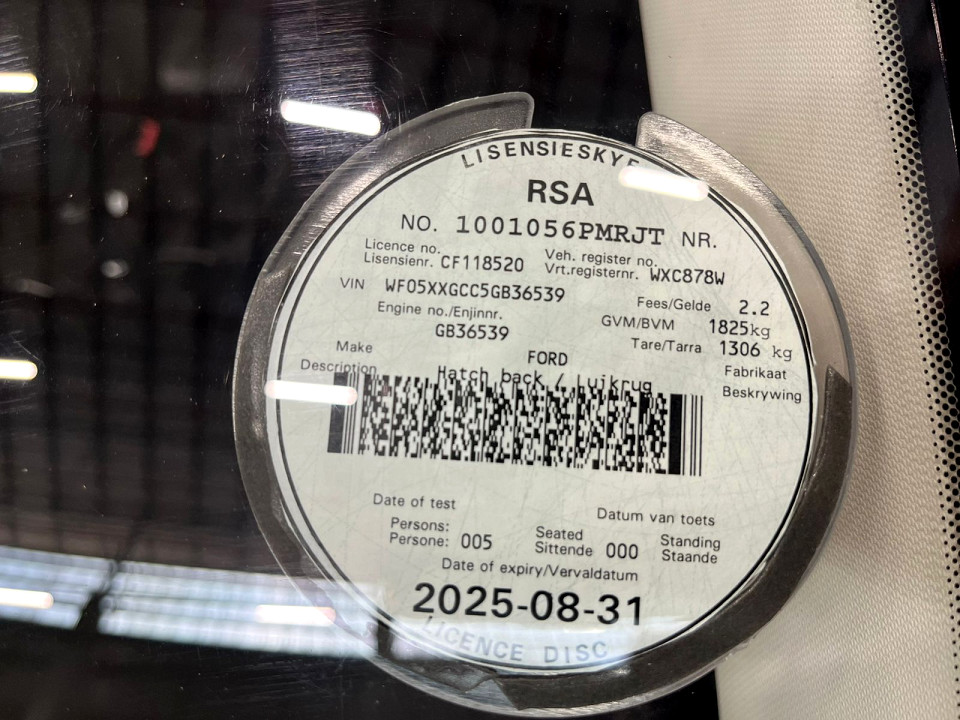 LISENSIESKYF
RSA
NO. 1001056PMRJT NR.
Licence no. Veh. register no.
Lisensienr. CF118520 Vrt.registernr. WXC878W
VIN WF05XXGCC5GB36539 Fees/Gelde 2.2
Engine no./Enjinnr. GVM/BVM 1825kg
GB36539 Tare/Tarra 1306 kg
Make FORD Fabrikaat
Description Hatch back / Luikrug Beskrywing
Date of test Datum van toets
Persons: Seated Standing
Persone: 005 Sittende 000 Staande
Date of expiry/Vervaldatum
2025-08-31
LICENCE DISC